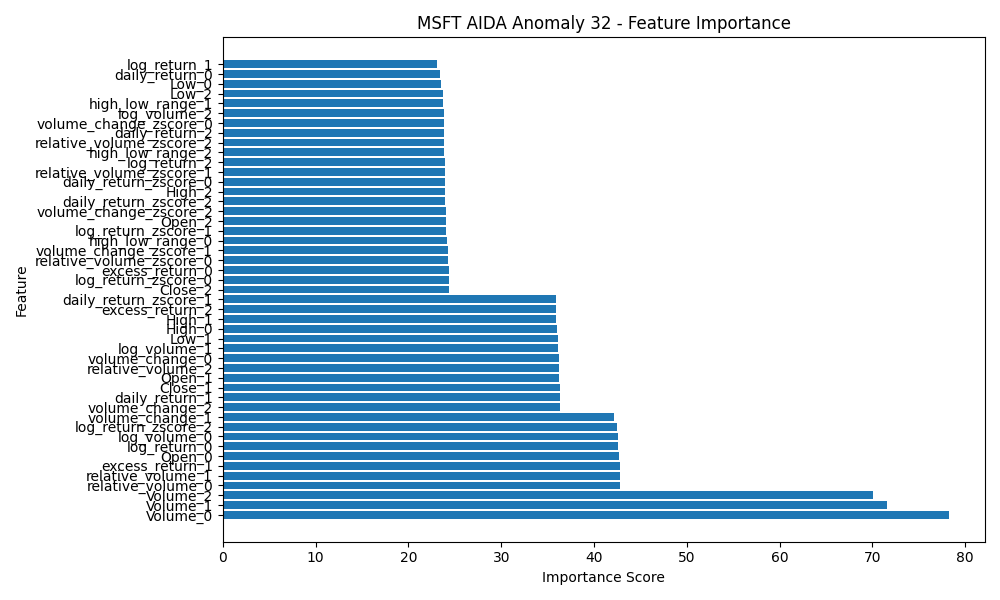 MSFT AIDA Anomaly 32 - Feature Importance
log_return_1
daily_return_0
Low_0
Low_2
high_low_range_1
log_volume_2
volume_change_zscore_0
daily_return_2
relative_volume_zscore_2
high_low_range_2
log_return_2
relative_volume_zscore_1
daily_return_zscore_0
High_2
daily_return_zscore_2
volume_change_zscore_2
Open_2
log_return_zscore_1
high_low_range_0
volume_change_zscore_1
relative_volume_zscore_0
excess_return_0
log_return_zscore_0
Close_2
daily_return_zscore_1
excess_return_2
High_1
High_0
Low_1
log_volume_1
volume_change_0
relative_volume_2
Open_1
Close_1
daily_return_1
volume_change_2
volume_change_1
log_return_zscore_2
log_volume_0
log_return_0
Open_0
excess_return_1
relative_volume_1
relative_volume_0
Volume_2
Volume_1
Volume_0
Feature
0 10 20 30 40 50 60 70 80
Importance Score